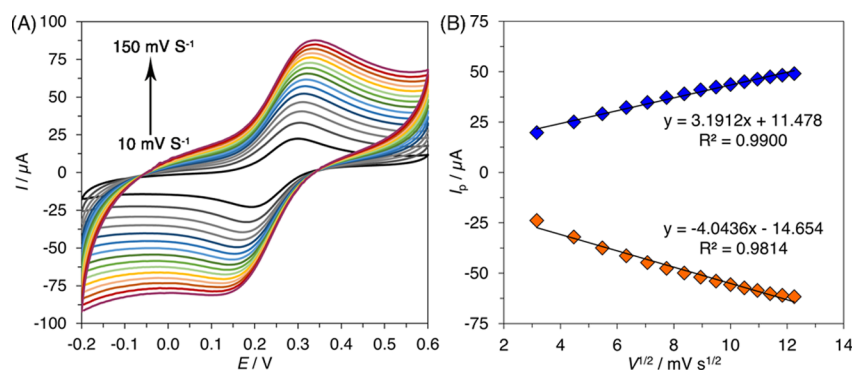 (A)
100
75
50
25
0
-25
-50
-75
-100
I / µA
150 mV S⁻¹
10 mV S⁻¹
-0.2 -0.1 0.0 0.1 0.2 0.3 0.4 0.5 0.6
E / V
(B)
75
50
25
0
-25
-50
-75
Iₚ / µA
y = 3.1912x + 11.478
R² = 0.9900
y = -4.0436x - 14.654
R² = 0.9814
2 4 6 8 10 12 14
V¹/² / mV s¹/²